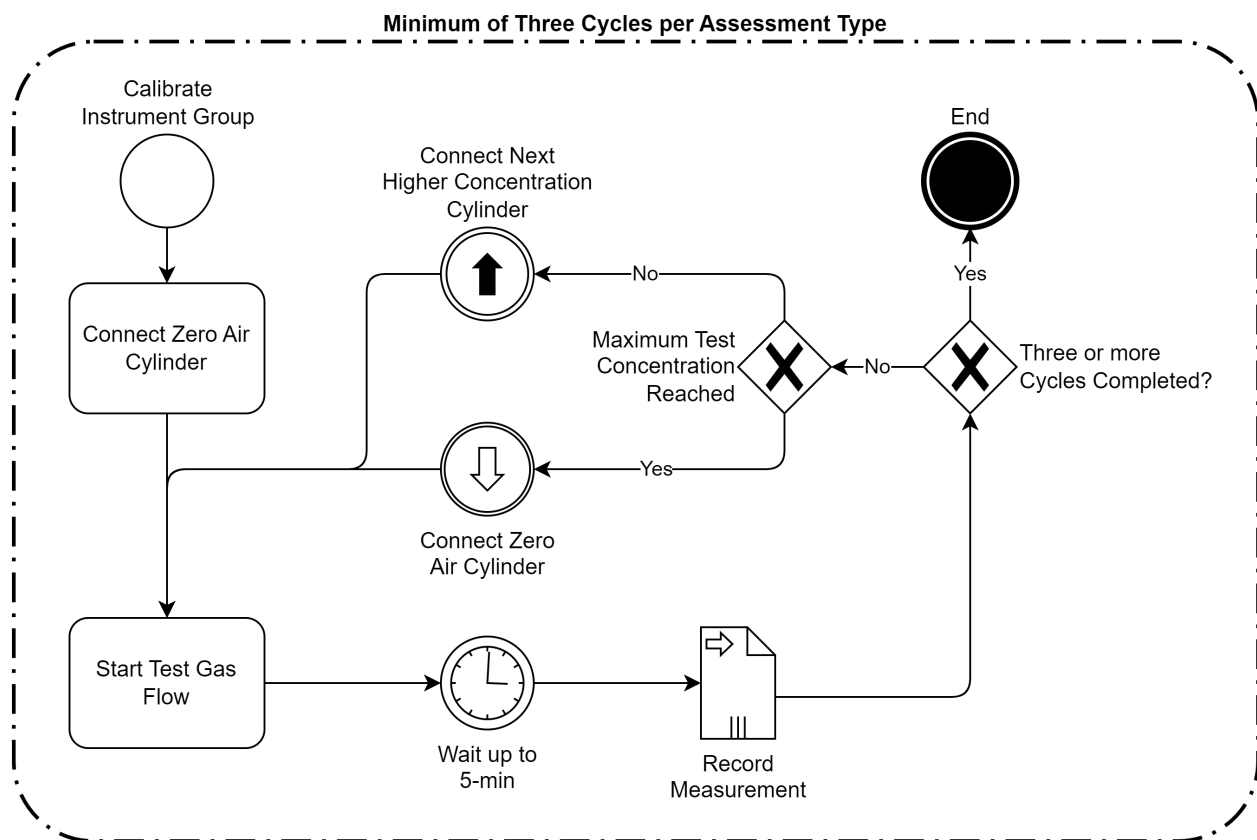 Minimum of Three Cycles per Assessment Type
Calibrate
Instrument Group
End
Connect Next
Higher Concentration
Cylinder
Connect Zero Air
Cylinder
No
Yes
Maximum Test
Concentration
Reached
No
Three or more
Cycles Completed?
Yes
Connect Zero
Air Cylinder
Start Test Gas
Flow
Wait up to
5-min
Record
Measurement